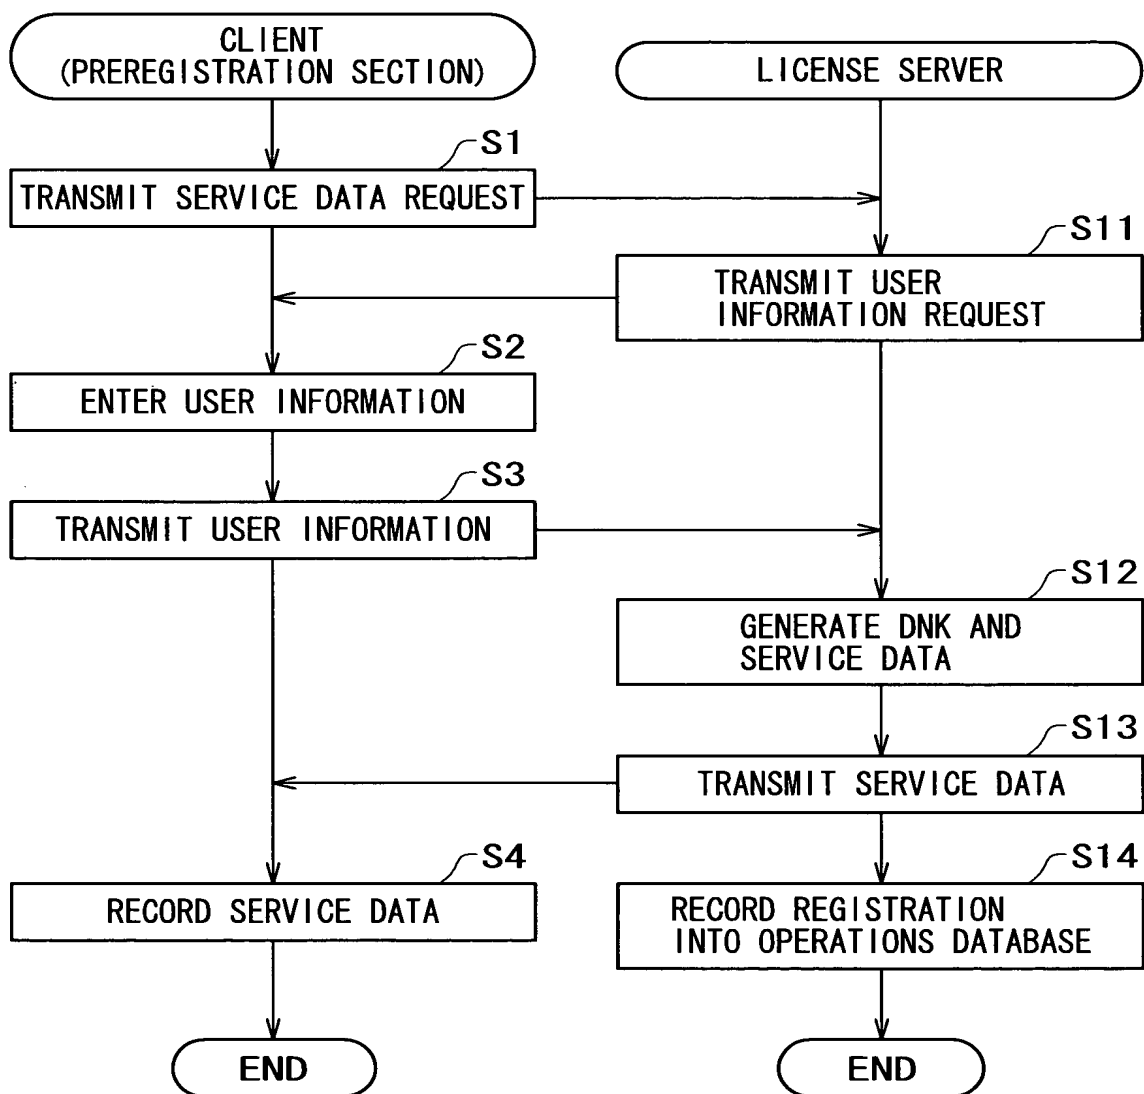 CLIENT
(PREREGISTRATION SECTION)
LICENSE SERVER
S1
TRANSMIT SERVICE DATA REQUEST
S11
TRANSMIT USER
INFORMATION REQUEST
S2
ENTER USER INFORMATION
S3
TRANSMIT USER INFORMATION
S12
GENERATE DNK AND
SERVICE DATA
S13
TRANSMIT SERVICE DATA
S4
RECORD SERVICE DATA
S14
RECORD REGISTRATION
INTO OPERATIONS DATABASE
END
END